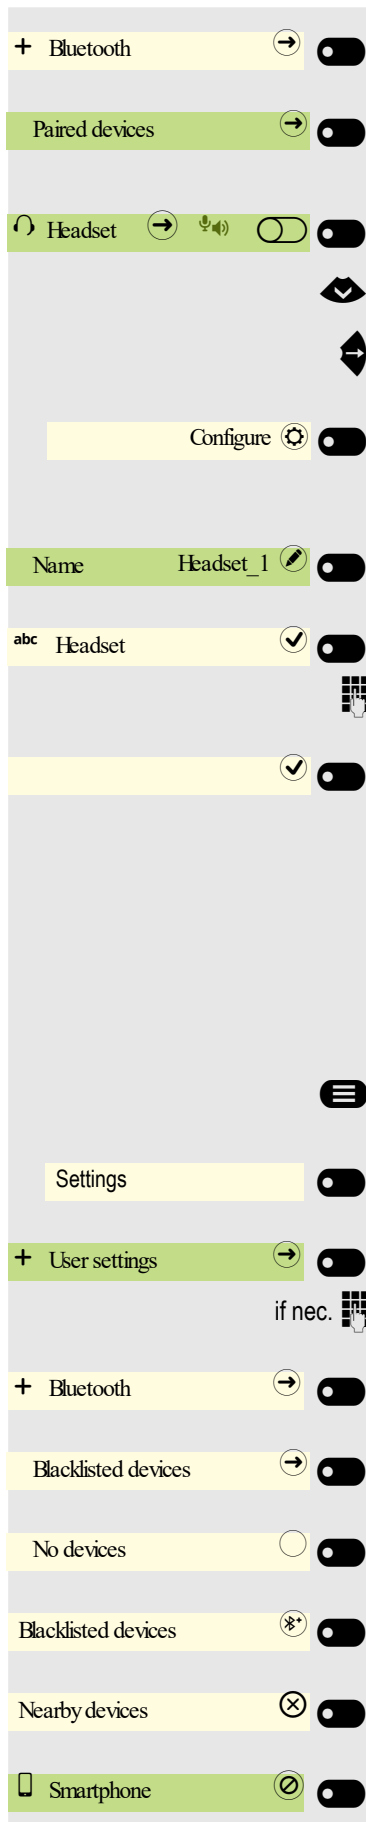 Bluetooth
Paired devices
Headset
Configure
Name Headset_1
abc Headset
Settings
User settings
if nec.
Bluetooth
Blacklisted devices
No devices
Blacklisted devices
Nearby devices
Smartphone